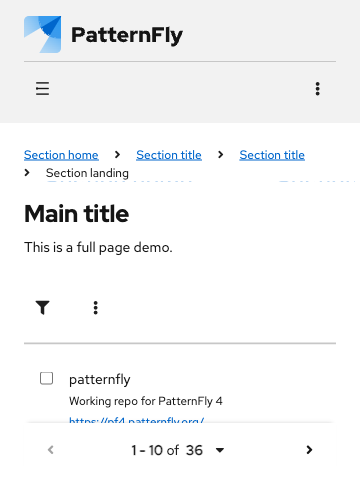 PatternFly
Section home > Section title > Section title
> Section landing
Main title
This is a full page demo.
patternfly
Working repo for PatternFly 4
https://pf4.patternfly.org/
1 - 10 of 36